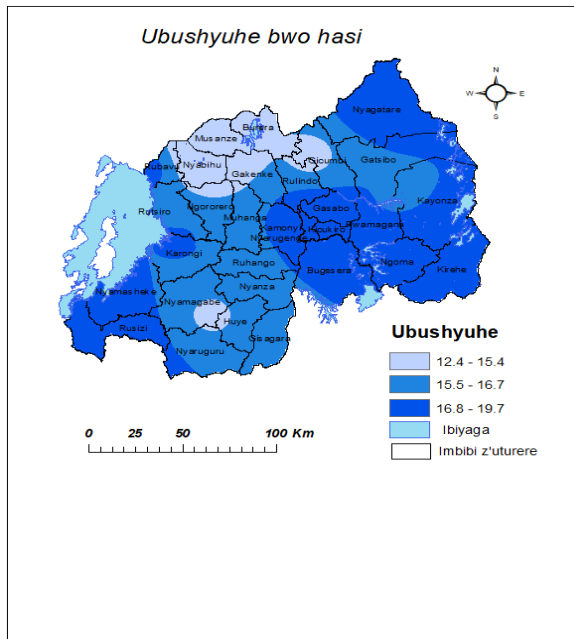 Ubushyuhe bwo hasi
N
W E
S
Nyagatare
Burera
Musanze
Nyabihu
Gicumbi
Gatsibo
Rubavu
Gakenke
Rulindo
Kayonza
Rutsiro
Ngororero
Muhanga
Gasabo
Kamony
Kicukiro
Rwamagana
Nyarugenge
Karongi
Ruhango
Bugesera
Ngoma
Kirehe
Nyamasheke
Nyamagabe
Nyanza
Rusizi
Huye
Gisagara
Nyaruguru
Ubushyuhe
12.4 - 15.4
15.5 - 16.7
16.8 - 19.7
Ibiyaga
Imbibi z'uturere
0 25 50 100 Km